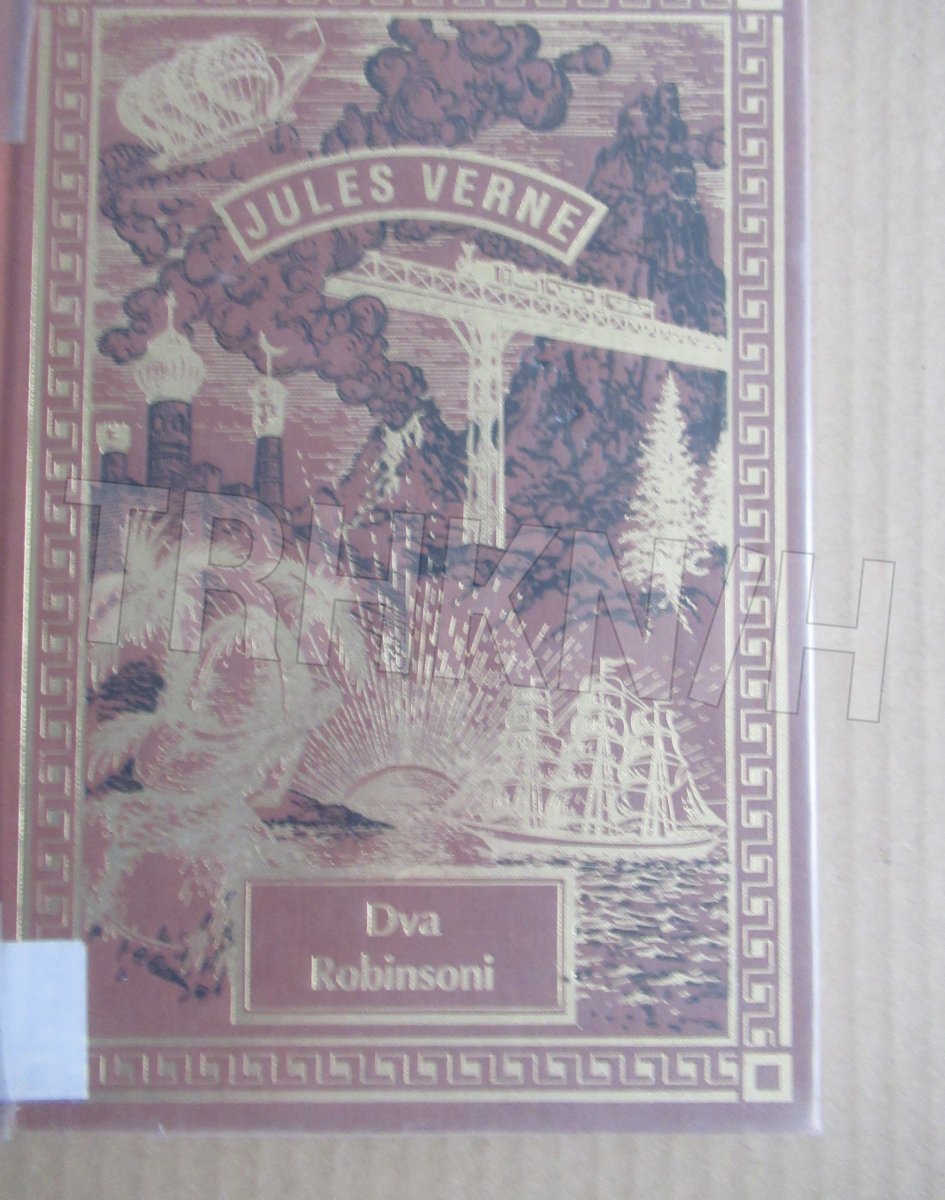 JULES VERNE
TRHKNIH
Dva
Robinsoni